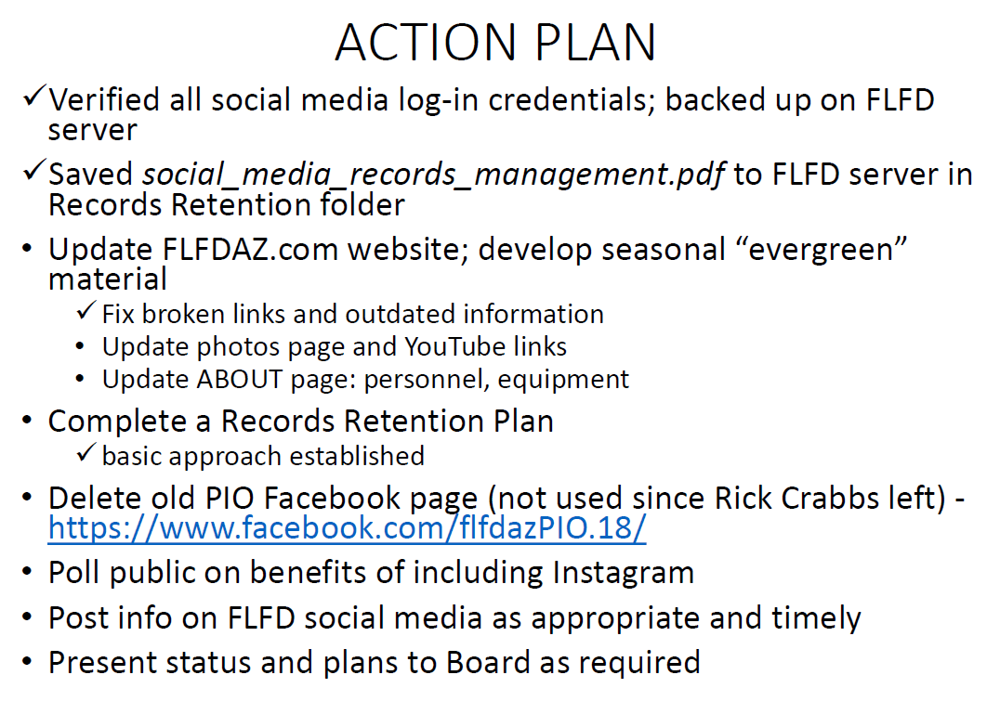 ACTION PLAN
✓Verified all social media log-in credentials; backed up on FLFD
server
✓Saved social_media_records_management.pdf to FLFD server in
Records Retention folder
• Update FLFDAZ.com website; develop seasonal “evergreen”
material
✓ Fix broken links and outdated information
• Update photos page and YouTube links
• Update ABOUT page: personnel, equipment
• Complete a Records Retention Plan
✓ basic approach established
• Delete old PIO Facebook page (not used since Rick Crabbs left) -
https://www.facebook.com/flfdazPIO.18/
• Poll public on benefits of including Instagram
• Post info on FLFD social media as appropriate and timely
• Present status and plans to Board as required